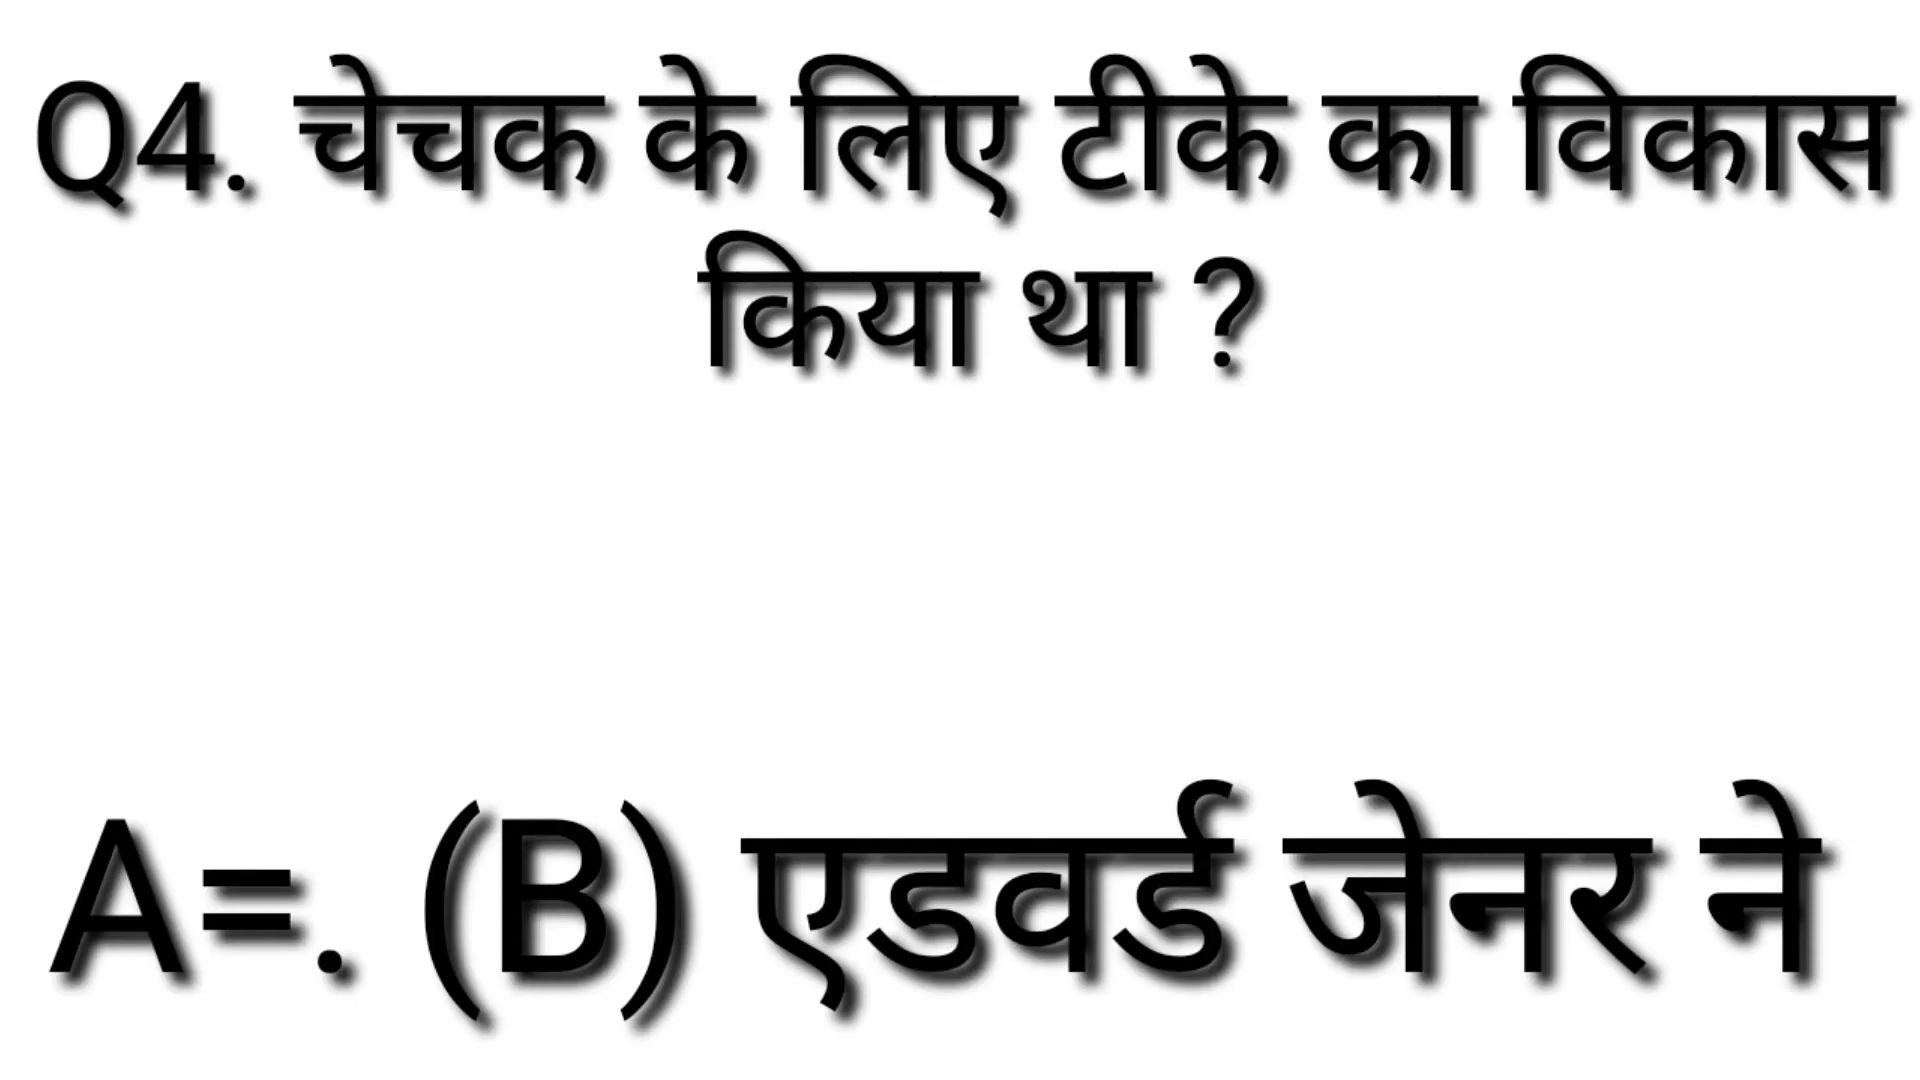 Q4. चेचक के लिए टीके का विकास
किया था ?
A=. (B) एडवर्ड जेनर ने